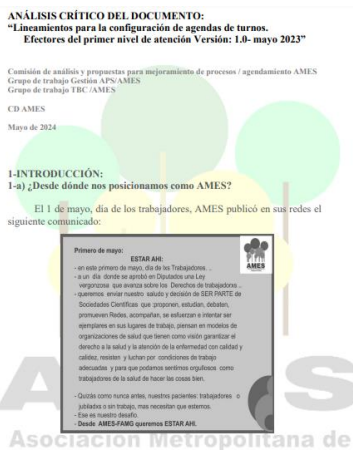 ANÁLISIS CRÍTICO DEL DOCUMENTO:
“Lineamientos para la configuración de agendas de turnos.
Efectores del primer nivel de atención Versión: 1.0- mayo 2023”
Comisión de análisis y propuestas para mejoramiento de procesos / agendamiento AMES
Grupo de trabajo Gestión APS/AMES
Grupo de trabajo TBC /AMES
CD AMES
Mayo de 2024
1-INTRODUCCIÓN:
1-a) ¿Desde dónde nos posicionamos como AMES?
El 1 de mayo, día de los trabajadores, AMES publicó en sus redes el
siguiente comunicado:
Primero de mayo:
ESTAR AHI:
- en este primero de mayo, día de los Trabajadores...
- a un día donde se aprobó en Diputados una Ley
vergonzosa que avanza sobre los Derechos de trabajadores...
- queremos enviar nuestro saludo y decisión de SER PARTE de
Sociedades Científicas que proponen, estudian, debaten,
promueven Redes, acompañan, se esfuerzan e intentar ser
ejemplares en sus lugares de trabajo, piensan en modelos de
organizaciones de salud que tienen como visión garantizar el
derecho a la salud y la atención de la enfermedad con calidad y
calidez, resisten y luchan por condiciones de trabajo
adecuadas y para que podamos sentirnos orgullosos como
trabajadores de la salud de hacer las cosas bien.
- Quizás como nunca antes, nuestrxs pacientes: trabajadores o
jubiladxs o sin trabajo, mas necesitan que estemos.
- Ese es nuestro desafío.
- Desde AMES-FAMG queremos ESTAR AHI.
AMES
A S
Asociación Metropolitana de